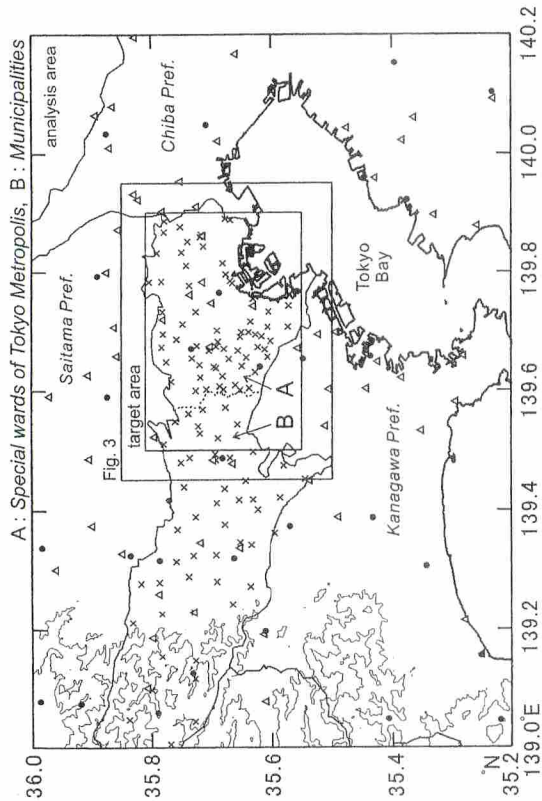 A : Special wards of Tokyo Metropolis, B : Municipalities
analysis area
Saitama Pref.
Chiba Pref.
Fig. 3
target area
B
A
Tokyo
Bay
Kanagawa Pref.
36.0
35.8
35.6
35.4
35.2
°N
139.0°E
139.2
139.4
139.6
139.8
140.0
140.2